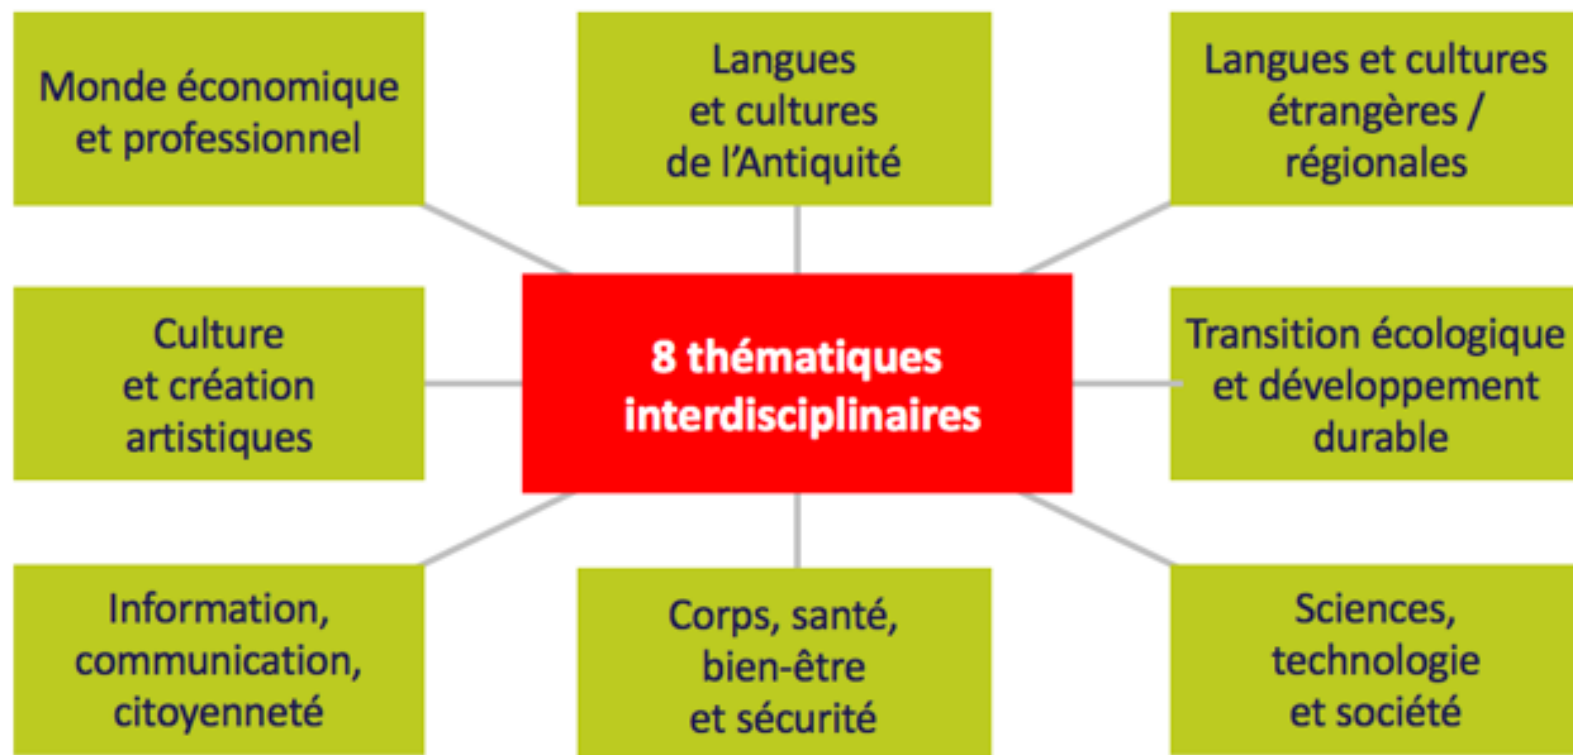 Monde économique
et professionnel
Langues
et cultures
de l’Antiquité
Langues et cultures
étrangères /
régionales
Culture
et création
artistiques
8 thématiques
interdisciplinaires
Transition écologique
et développement
durable
Information,
communication,
citoyenneté
Corps, santé,
bien-être
et sécurité
Sciences,
technologie
et société